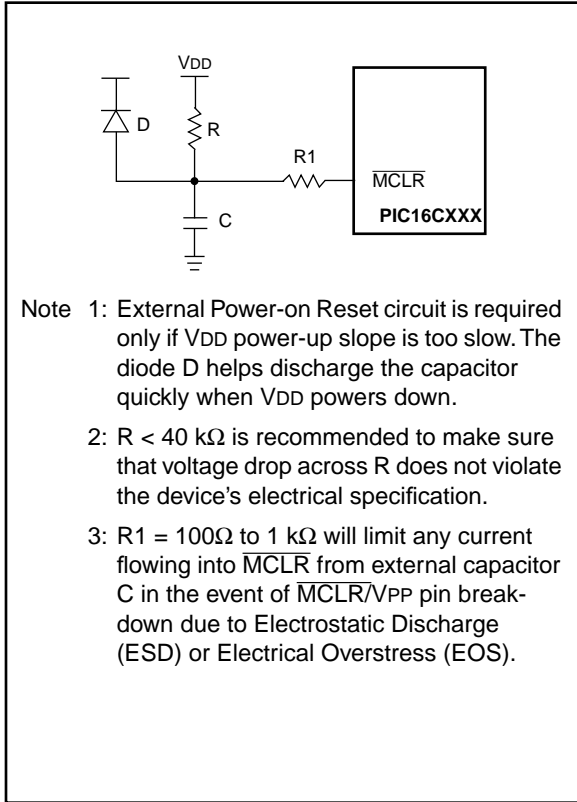 VDD
D
R
R1
MCLR
PIC16CXXX
C
Note 1: External Power-on Reset circuit is required
only if VDD power-up slope is too slow. The
diode D helps discharge the capacitor
quickly when VDD powers down.
2: R < 40 kΩ is recommended to make sure
that voltage drop across R does not violate
the device's electrical specification.
3: R1 = 100Ω to 1 kΩ will limit any current
flowing into MCLR from external capacitor
C in the event of MCLR/VPP pin break-
down due to Electrostatic Discharge
(ESD) or Electrical Overstress (EOS).